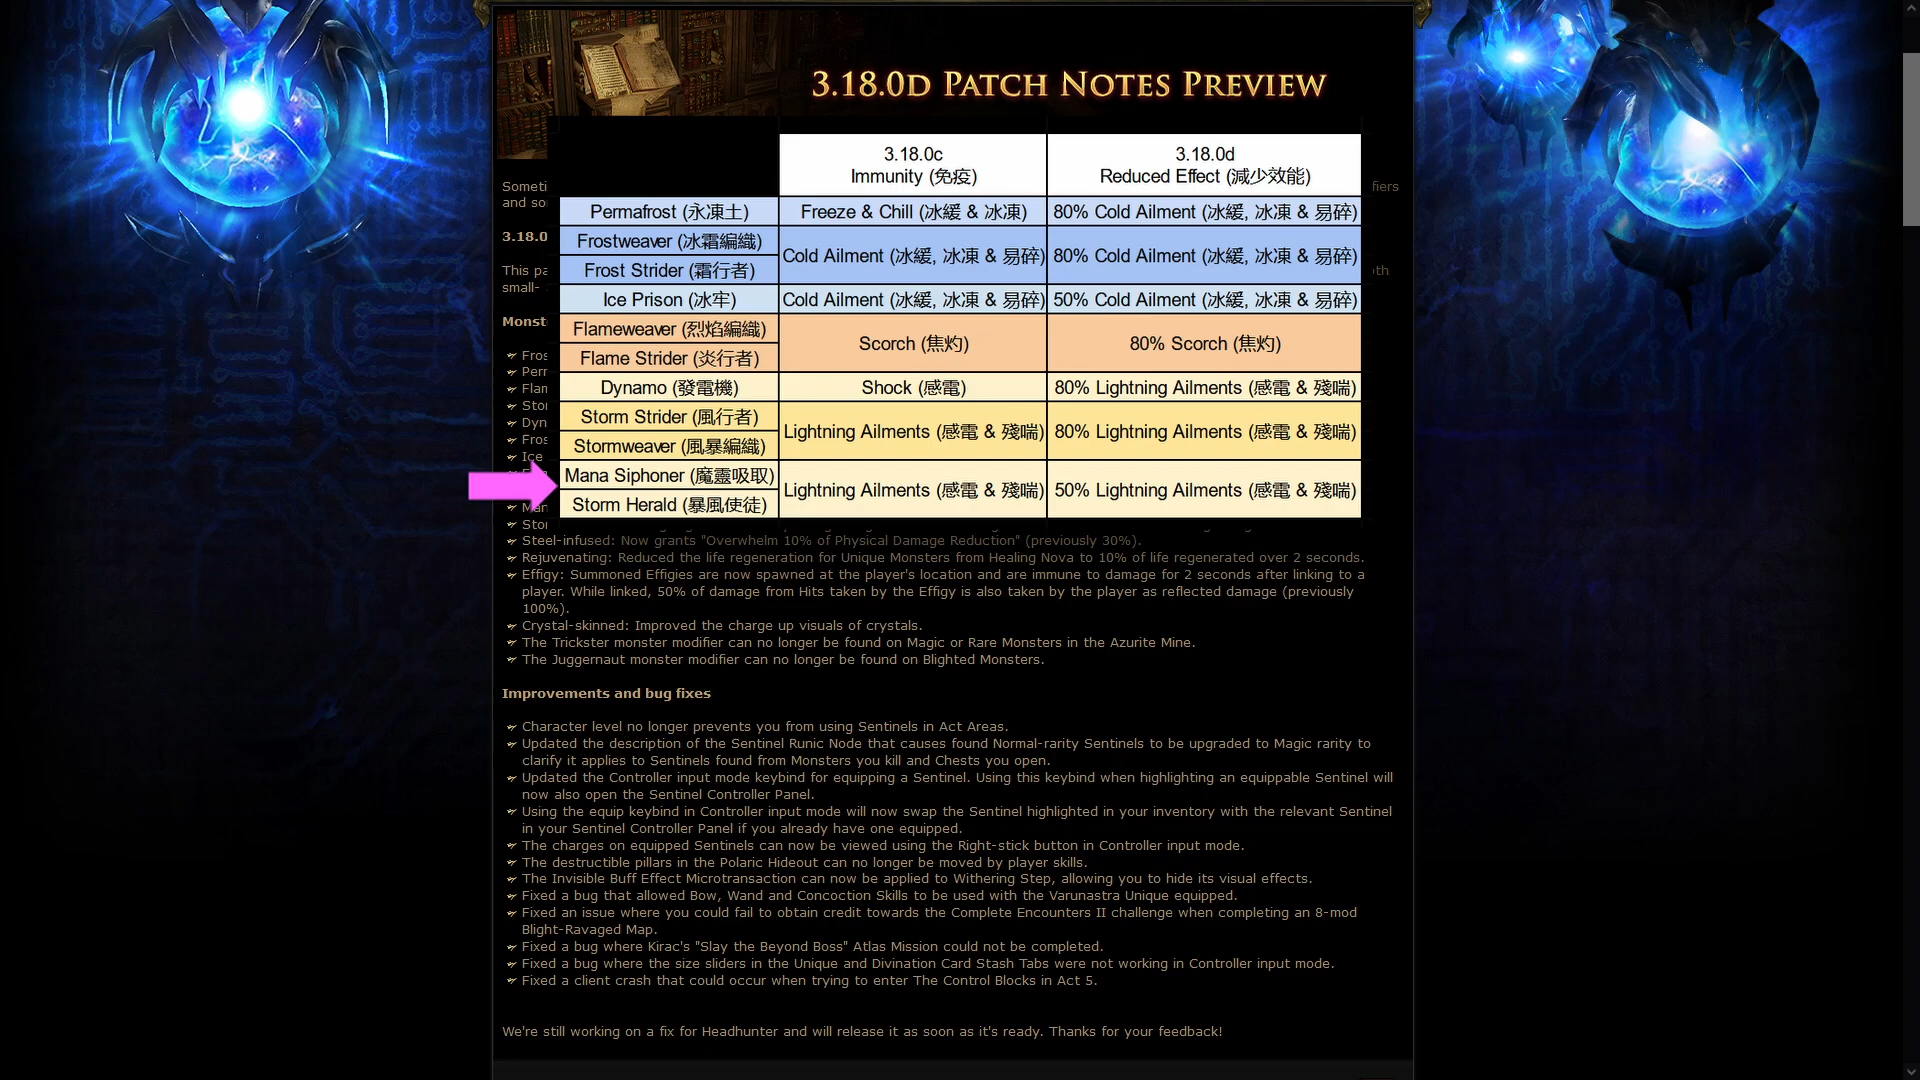 3.18.0D PATCH NOTES PREVIEW
3.18.0c
Immunity (免疫)
3.18.0d
Reduced Effect (減少效能)
Someti
fiers
and so
3.18.0
This pa
oth
small-
Monst
Fros
Perr
Flan
Stor
Dyn
Fros
Ice
Man
Stor
Permafrost (永凍土)
Freeze & Chill (冰緩 & 冰凍)
80% Cold Ailment (冰緩, 冰凍 & 易碎)
Frostweaver (冰霜編織)
Frost Strider (霜行者)
Cold Ailment (冰緩, 冰凍 & 易碎)
80% Cold Ailment (冰緩, 冰凍 & 易碎)
Ice Prison (冰牢)
Cold Ailment (冰緩, 冰凍 & 易碎)
50% Cold Ailment (冰緩, 冰凍 & 易碎)
Flameweaver (烈焰編織)
Flame Strider (炎行者)
Scorch (焦灼)
80% Scorch (焦灼)
Dynamo (發電機)
Shock (感電)
80% Lightning Ailments (感電 & 殘喘)
Storm Strider (風行者)
Stormweaver (風暴編織)
Lightning Ailments (感電 & 殘喘)
80% Lightning Ailments (感電 & 殘喘)
Mana Siphoner (魔靈吸取)
Storm Herald (暴風使徒)
Lightning Ailments (感電 & 殘喘)
50% Lightning Ailments (感電 & 殘喘)
Steel-infused: Now grants "Overwhelm 10% of Physical Damage Reduction" (previously 30%).
Rejuvenating: Reduced the life regeneration for Unique Monsters from Healing Nova to 10% of life regenerated over 2 seconds.
Effigy: Summoned Effigies are now spawned at the player's location and are immune to damage for 2 seconds after linking to a
player. While linked, 50% of damage from Hits taken by the Effigy is also taken by the player as reflected damage (previously
100%).
Crystal-skinned: Improved the charge up visuals of crystals.
The Trickster monster modifier can no longer be found on Magic or Rare Monsters in the Azurite Mine.
The Juggernaut monster modifier can no longer be found on Blighted Monsters.
Improvements and bug fixes
Character level no longer prevents you from using Sentinels in Act Areas.
Updated the description of the Sentinel Runic Node that causes found Normal-rarity Sentinels to be upgraded to Magic rarity to
clarify it applies to Sentinels found from Monsters you kill and Chests you open.
Updated the Controller input mode keybind for equipping a Sentinel. Using this keybind when highlighting an equippable Sentinel will
now also open the Sentinel Controller Panel.
Using the equip keybind in Controller input mode will now swap the Sentinel highlighted in your inventory with the relevant Sentinel
in your Sentinel Controller Panel if you already have one equipped.
The charges on equipped Sentinels can now be viewed using the Right-stick button in Controller input mode.
The destructible pillars in the Polaric Hideout can no longer be moved by player skills.
The Invisible Buff Effect Microtransaction can now be applied to Withering Step, allowing you to hide its visual effects.
Fixed a bug that allowed Bow, Wand and Concoction Skills to be used with the Varunastra Unique equipped.
Fixed an issue where you could fail to obtain credit towards the Complete Encounters II challenge when completing an 8-mod
Blight-Ravaged Map.
Fixed a bug where Kirac's "Slay the Beyond Boss" Atlas Mission could not be completed.
Fixed a bug where the size sliders in the Unique and Divination Card Stash Tabs were not working in Controller input mode.
Fixed a client crash that could occur when trying to enter The Control Blocks in Act 5.
We're still working on a fix for Headhunter and will release it as soon as it's ready. Thanks for your feedback!